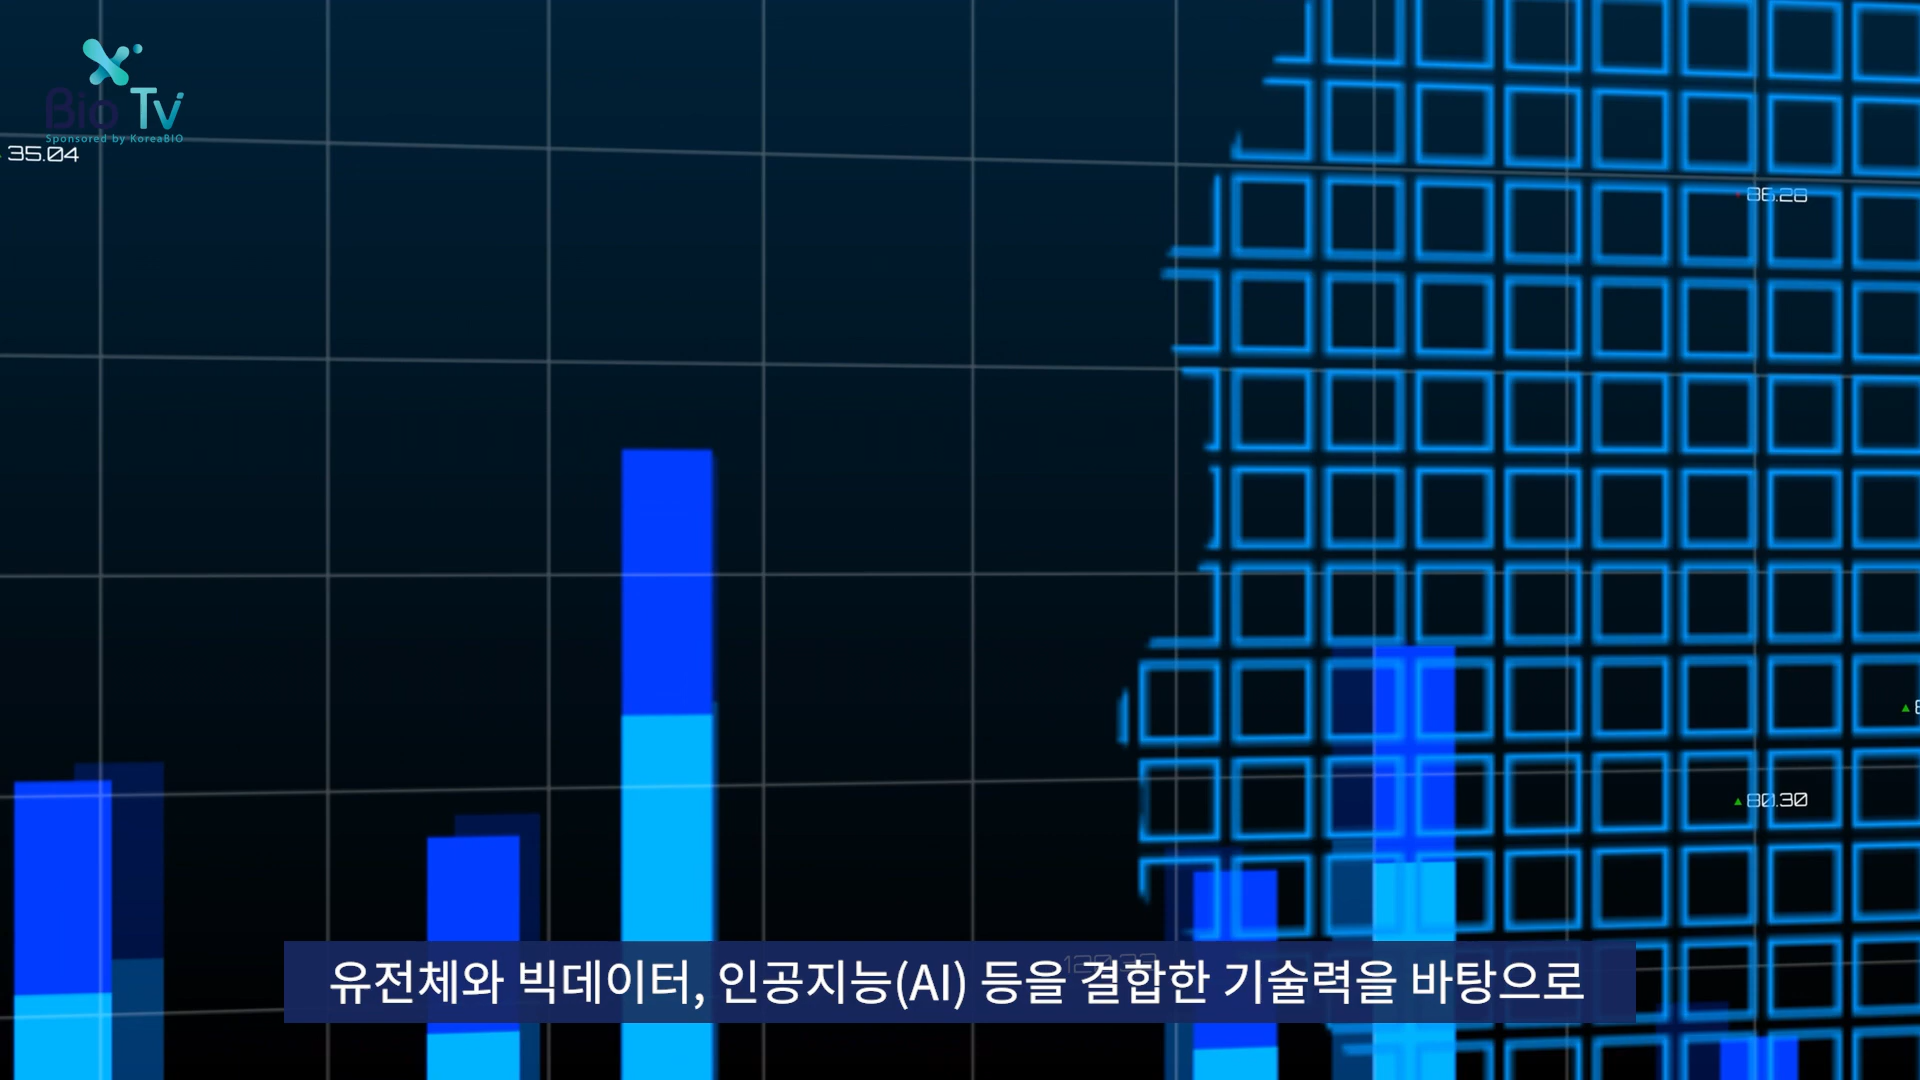 Bio Tv
Sponsored by KoreaBIO
35.04
86.28
80.30
유전체와 빅데이터, 인공지능(AI) 등을 결합한 기술력을 바탕으로